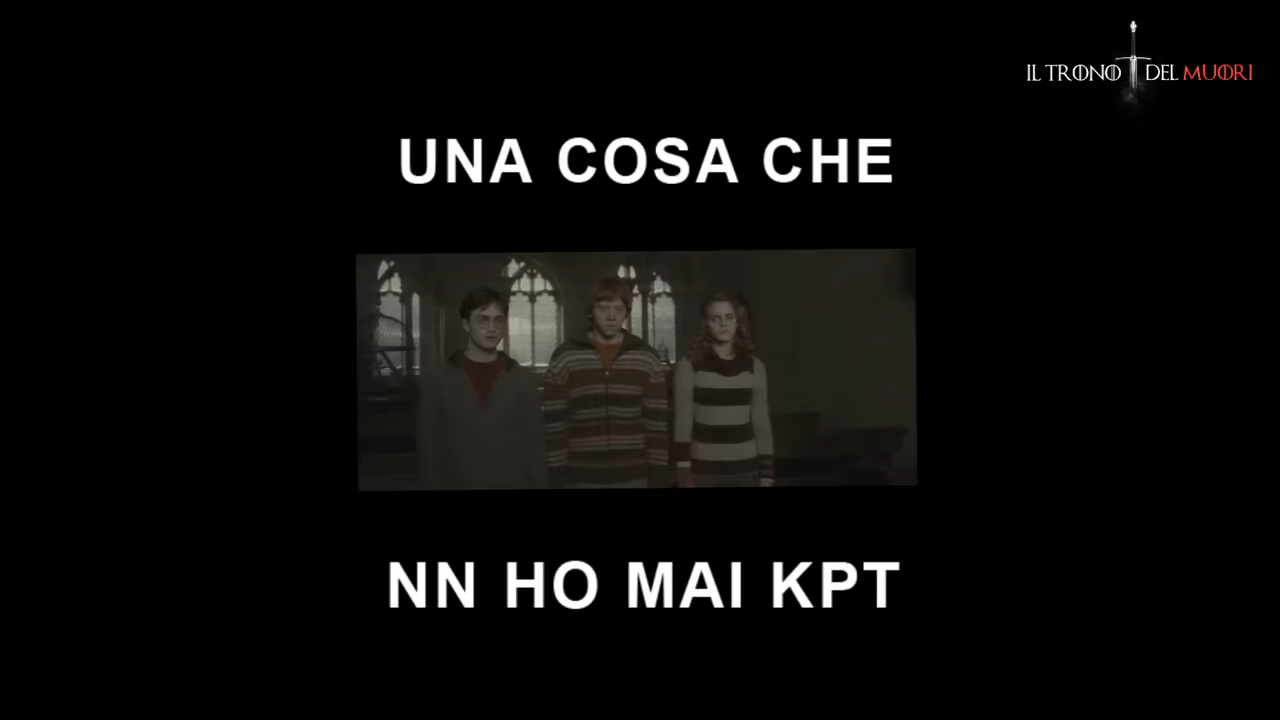 IL TRONO DEL MUORI
UNA COSA CHE
NN HO MAI KPT